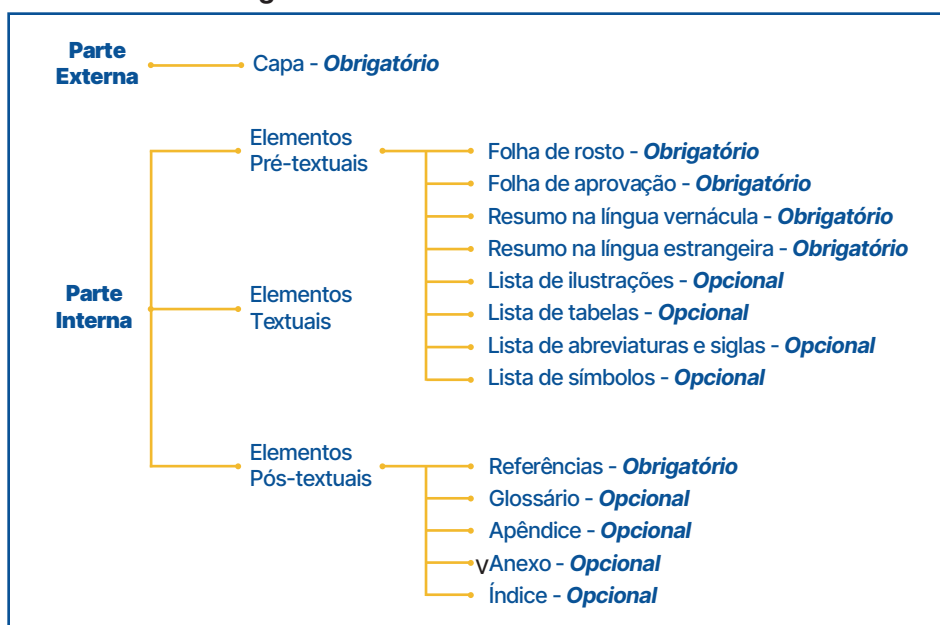 Parte
Externa
Capa - Obrigatório
Elementos
Pré-textuais
Folha de rosto - Obrigatório
Folha de aprovação - Obrigatório
Resumo na língua vernácula - Obrigatório
Resumo na língua estrangeira - Obrigatório
Lista de ilustrações - Opcional
Lista de tabelas - Opcional
Lista de abreviaturas e siglas - Opcional
Lista de símbolos - Opcional
Parte
Interna
Elementos
Textuais
Elementos
Pós-textuais
Referências - Obrigatório
Glossário - Opcional
Apêndice - Opcional
vAnexo - Opcional
Índice - Opcional